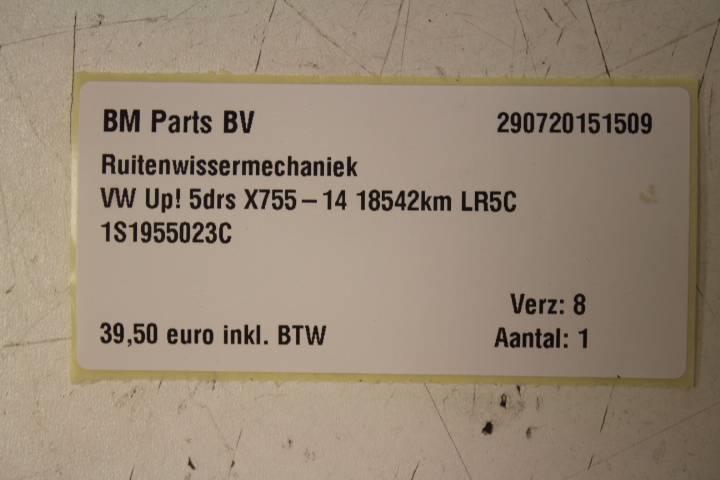 BM Parts BV 290720151509
Ruitenwissermechaniek
VW Up! 5drs X755 – 14 18542km LR5C
1S1955023C
Verz: 8
39,50 euro inkl. BTW Aantal: 1